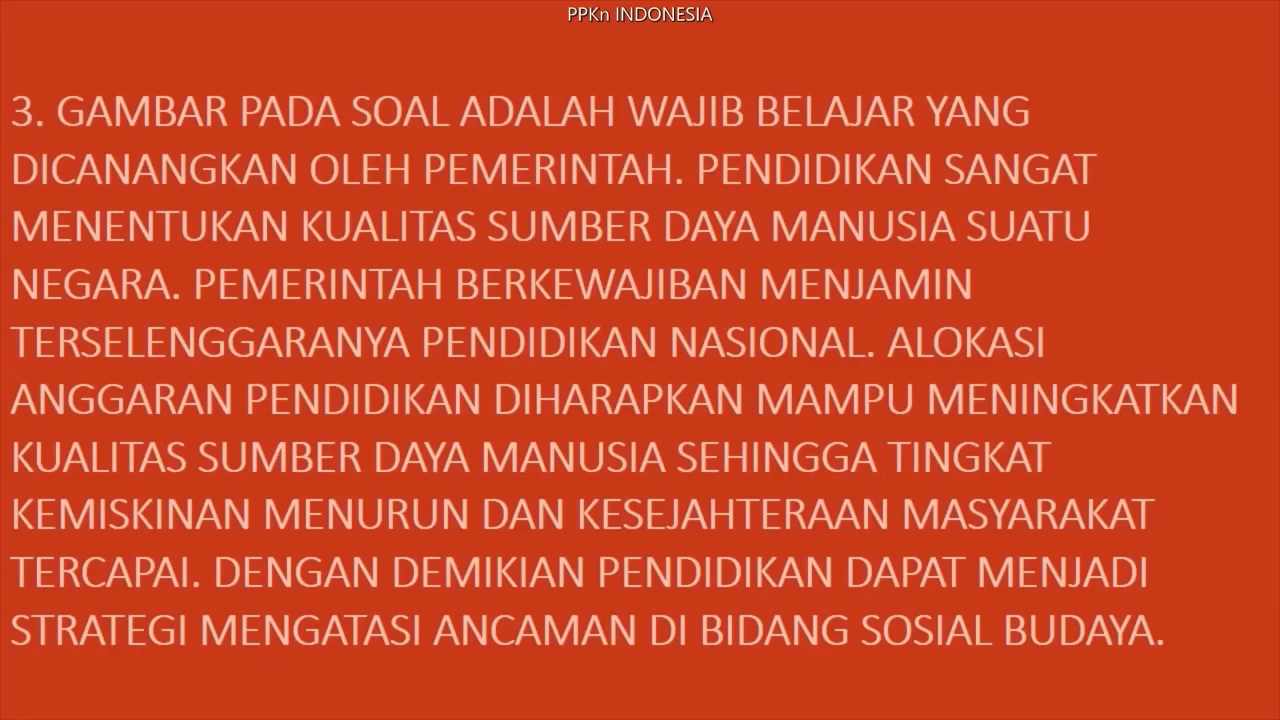 PPKn INDONESIA
3. GAMBAR PADA SOAL ADALAH WAJIB BELAJAR YANG
DICANANGKAN OLEH PEMERINTAH. PENDIDIKAN SANGAT
MENENTUKAN KUALITAS SUMBER DAYA MANUSIA SUATU
NEGARA. PEMERINTAH BERKEWAJIBAN MENJAMIN
TERSELENGGARANYA PENDIDIKAN NASIONAL. ALOKASI
ANGGARAN PENDIDIKAN DIHARAPKAN MAMPU MENINGKATKAN
KUALITAS SUMBER DAYA MANUSIA SEHINGGA TINGKAT
KEMISKINAN MENURUN DAN KESEJAHTERAAN MASYARAKAT
TERCAPAI. DENGAN DEMIKIAN PENDIDIKAN DAPAT MENJADI
STRATEGI MENGATASI ANCAMAN DI BIDANG SOSIAL BUDAYA.